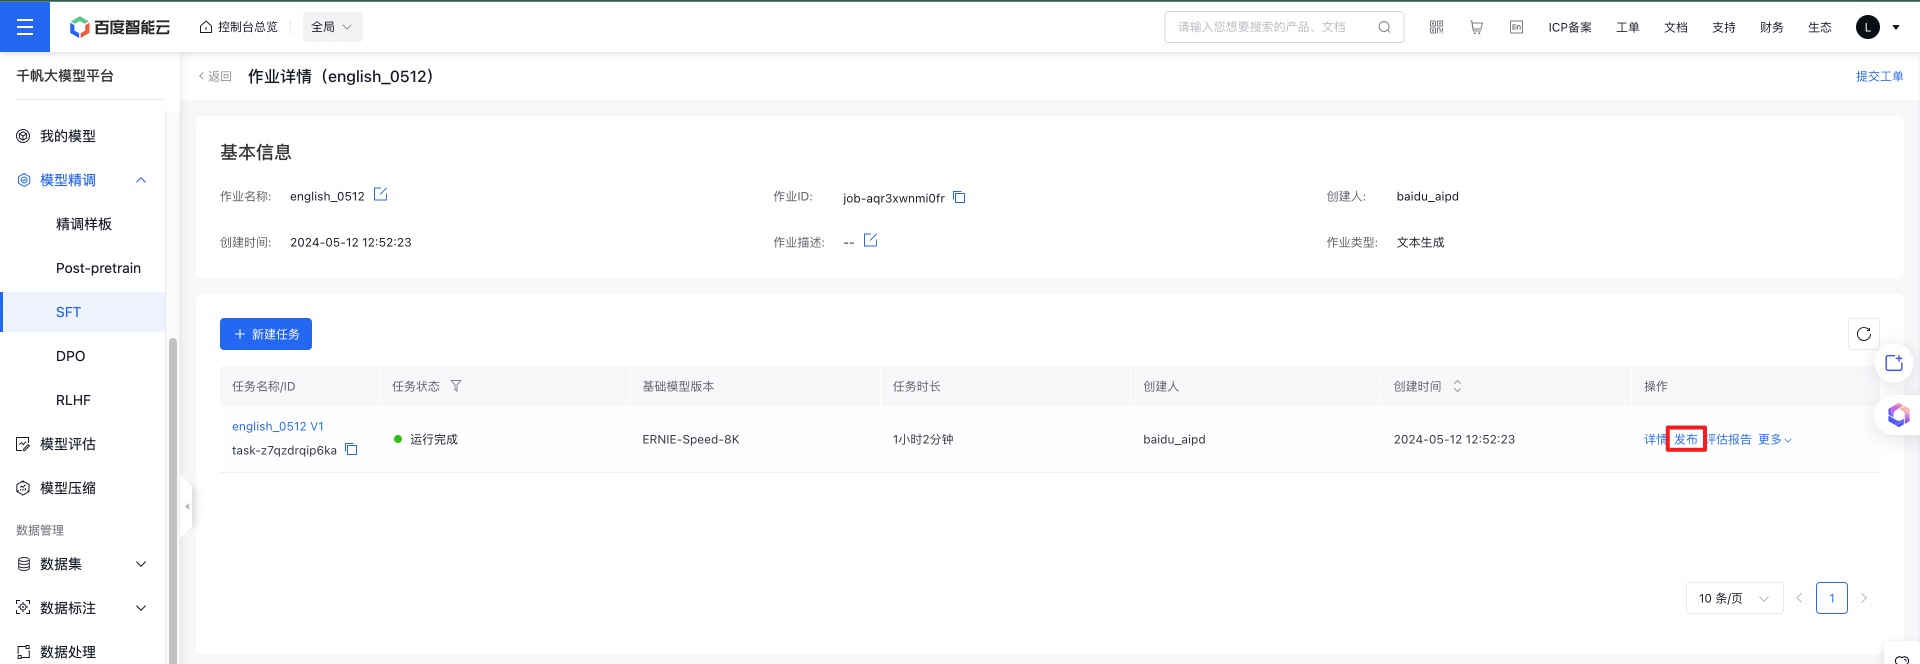 百度智能云
控制台总览
全局
请输入您想要搜索的产品、文档
En
ICP备案
工单
文档
支持
财务
生态
L
千帆大模型平台
返回
作业详情（english_0512）
提交工单
我的模型
模型精调
精调样板
Post-pretrain
SFT
DPO
RLHF
模型评估
模型压缩
数据管理
数据集
数据标注
数据处理
基本信息
作业名称: english_0512
作业ID: job-aqr3xwnmi0fr
创建人: baidu_aipd
创建时间: 2024-05-12 12:52:23
作业描述: --
作业类型: 文本生成
新建任务
任务名称/ID
任务状态
基础模型版本
任务时长
创建人
创建时间
操作
english_0512 V1
task-z7qzdrqip6ka
运行完成
ERNIE-Speed-8K
1小时2分钟
baidu_aipd
2024-05-12 12:52:23
详情 发布 评估报告 更多
10 条/页
1